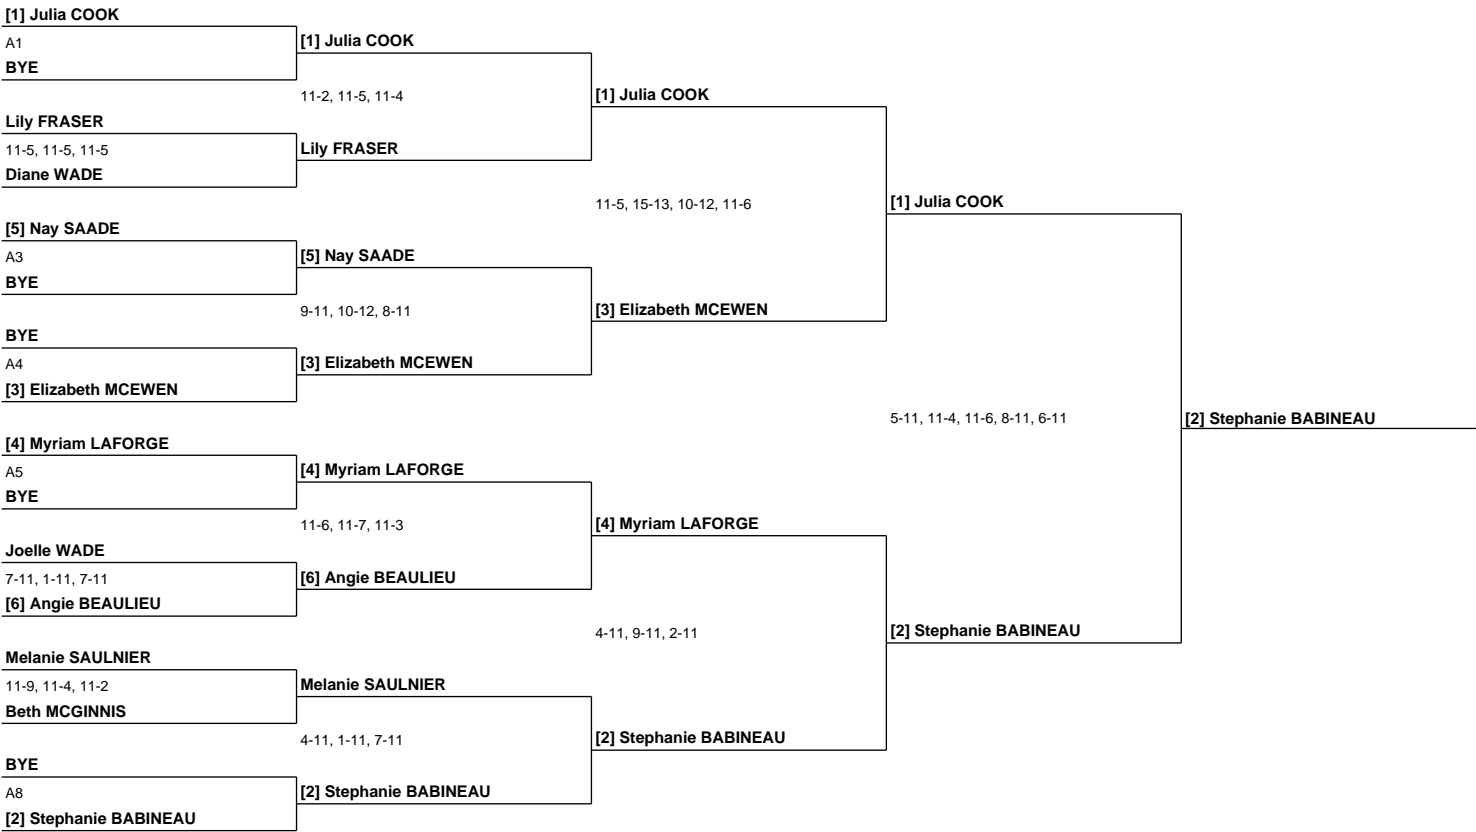 [1] Julia COOK
A1
BYE
Lily FRASER
11-5, 11-5, 11-5
Diane WADE
[5] Nay SAADE
A3
BYE
BYE
A4
[3] Elizabeth MCEWEN
[4] Myriam LAFORGE
A5
BYE
Joelle WADE
7-11, 1-11, 7-11
[6] Angie BEAULIEU
Melanie SAULNIER
11-9, 11-4, 11-2
Beth MCGINNIS
BYE
A8
[2] Stephanie BABINEAU
[1] Julia COOK
11-2, 11-5, 11-4
Lily FRASER
[5] Nay SAADE
9-11, 10-12, 8-11
[3] Elizabeth MCEWEN
[4] Myriam LAFORGE
11-6, 11-7, 11-3
[6] Angie BEAULIEU
Melanie SAULNIER
4-11, 1-11, 7-11
[2] Stephanie BABINEAU
[1] Julia COOK
11-5, 15-13, 10-12, 11-6
[3] Elizabeth MCEWEN
[4] Myriam LAFORGE
4-11, 9-11, 2-11
[2] Stephanie BABINEAU
[1] Julia COOK
5-11, 11-4, 11-6, 8-11, 6-11
[2] Stephanie BABINEAU
[2] Stephanie BABINEAU